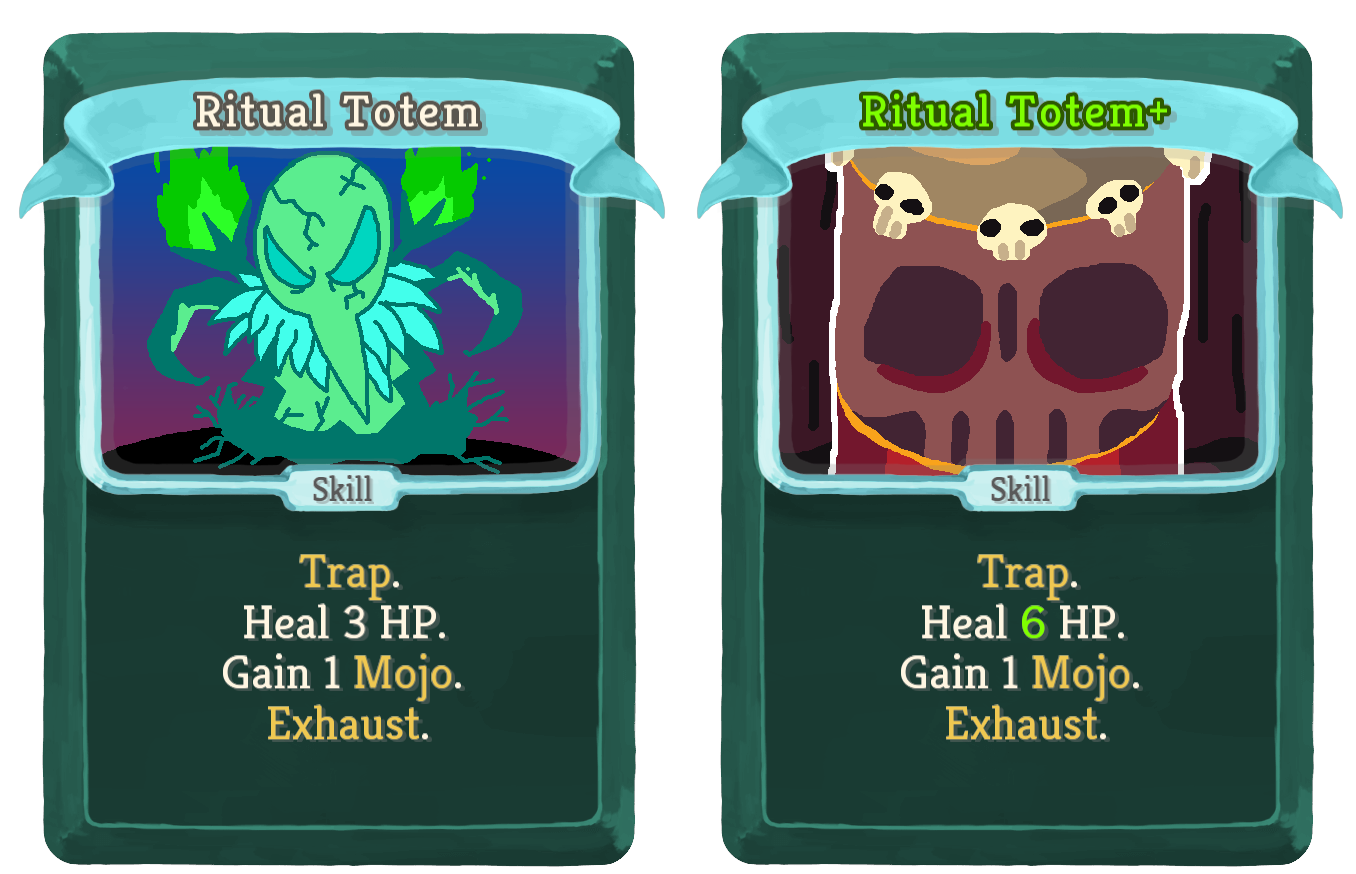 Ritual Totem
Skill
Trap.
Heal 3 HP.
Gain 1 Mojo.
Exhaust.
Ritual Totem+
Skill
Trap.
Heal 6 HP.
Gain 1 Mojo.
Exhaust.